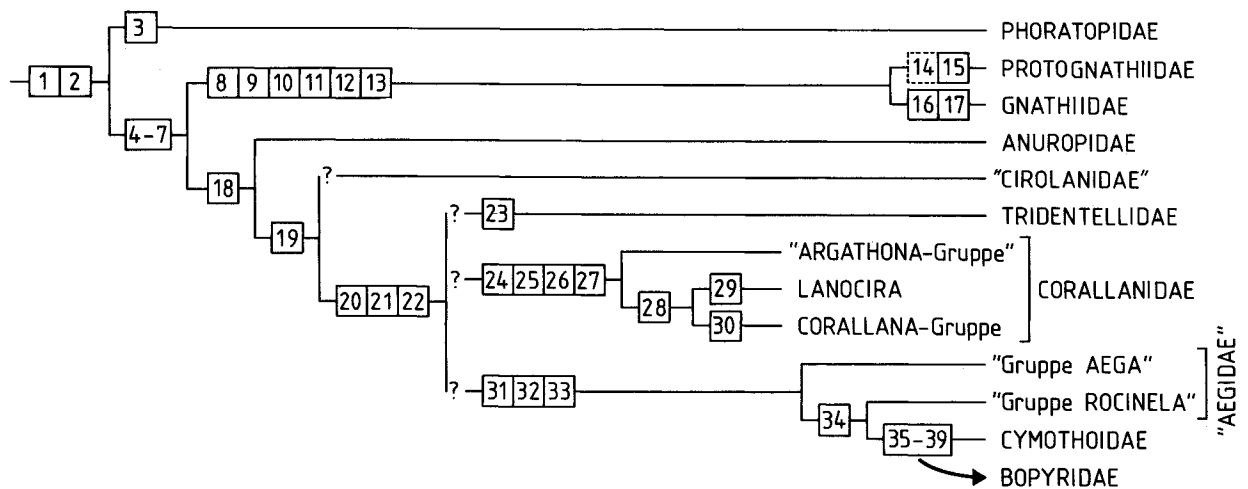 3 PHORATOPIDAE
1 2 8 9 10 11 12 13 14 15 PROTOGNATHIIDAE
16 17 GNATHIIDAE
4-7
ANUROPIDAE
18 ? "CIROLANIDAE"
? 23 TRIDENTELLIDAE
19
"ARGATHONA-Gruppe"
? 24 25 26 27
29 LANOCIRA CORALLANIDAE
20 21 22 28
30 CORALLANA-Gruppe
"Gruppe AEGA"
? 31 32 33
"Gruppe ROCINELA" "AEGIDAE"
34
35-39 CYMOTHOIDAE
BOPYRIDAE